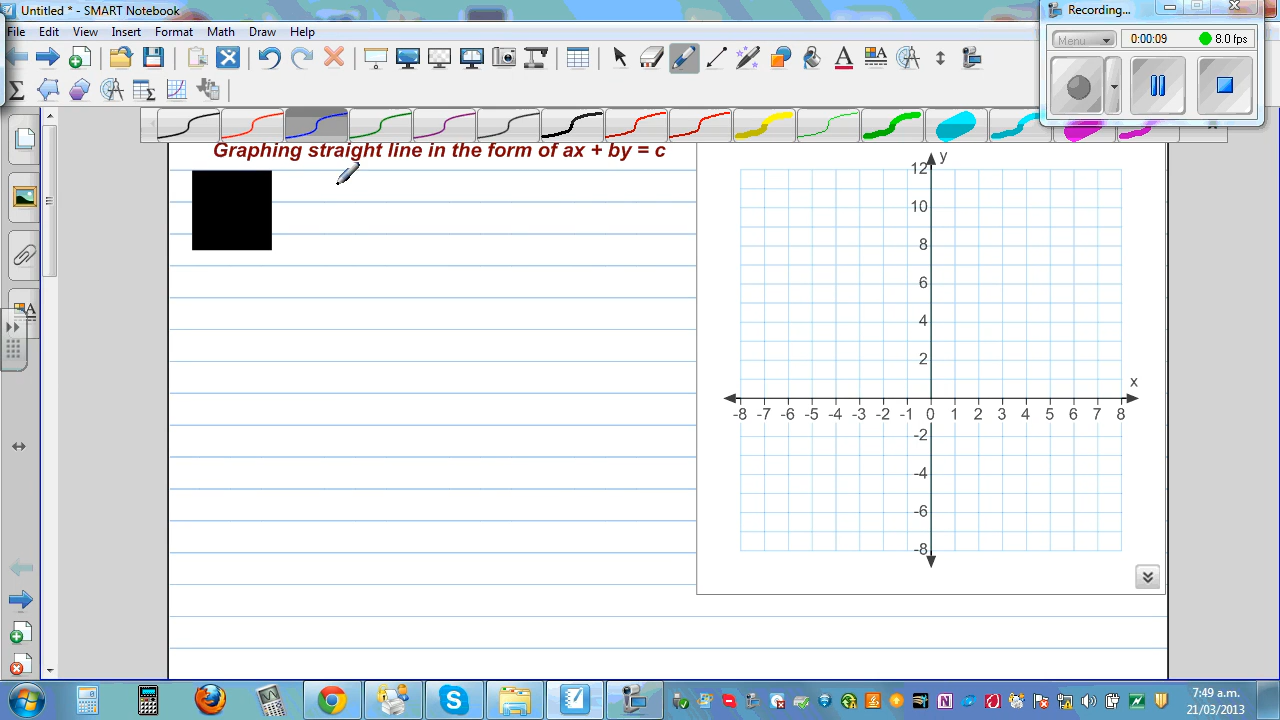 Untitled * - SMART Notebook
Recording...
File Edit View Insert Format Math Draw Help
Menu 0:00:09 8.0 fps
Graphing straight line in the form of ax + by = c
y
12
10
8
6
4
2
x
-8 -7 -6 -5 -4 -3 -2 -1 0 1 2 3 4 5 6 7 8
-2
-4
-6
-8
7:49 a.m.
21/03/2013